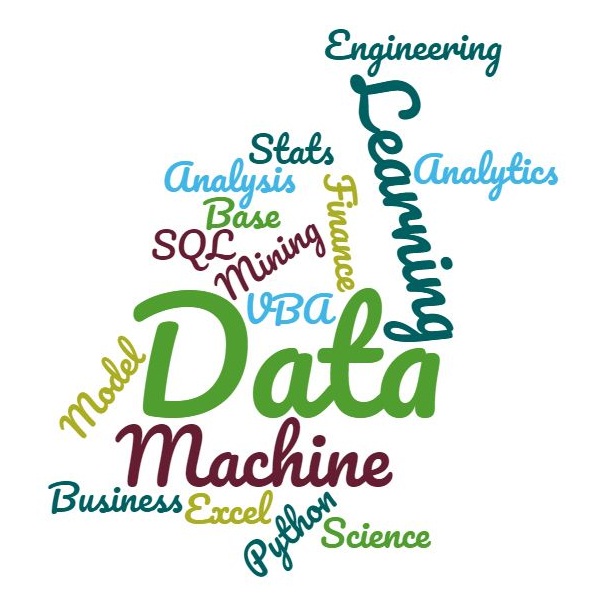 Engineering
Learning
Stats
Analytics
Analysis
Finance
Base
SQL
Mining
VBA
Data
Model
Machine
Business
Excel
Python
Science